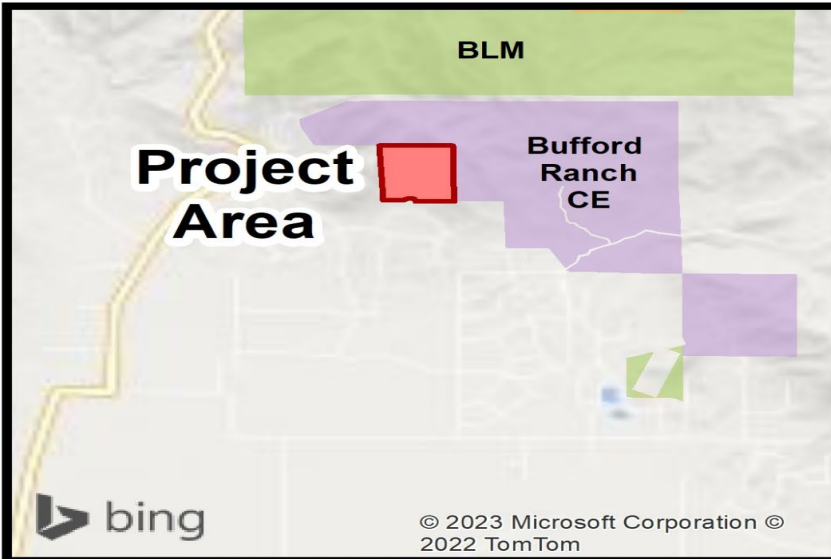 BLM
Bufford
Ranch
CE
Project
Area
bing
© 2023 Microsoft Corporation ©
2022 TomTom